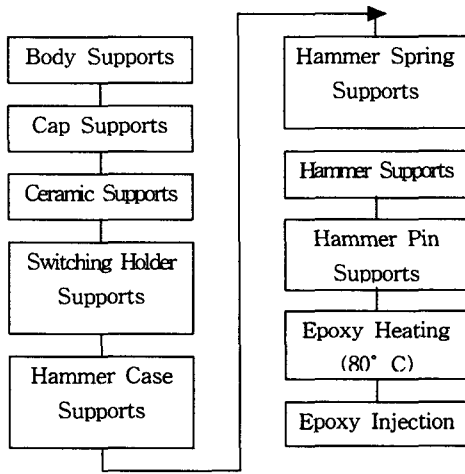 Body Supports
Cap Supports
Ceramic Supports
Switching Holder
Supports
Hammer Case
Supports
Hammer Spring
Supports
Hammer Supports
Hammer Pin
Supports
Epoxy Heating
(80° C)
Epoxy Injection